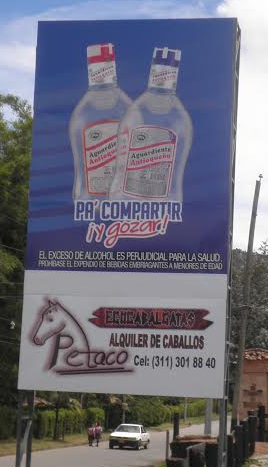 Aguardiente
Antioqueño
Aguardiente
Antioqueño
PA' COMPARTIR
¡y gozar!
EL EXCESO DE ALCOHOL ES PERJUDICIAL PARA LA SALUD.
PROHÍBASE EL EXPENDIO DE BEBIDAS EMBRIAGANTES A MENORES DE EDAD
ECOCABALGATAS
Petaco
ALQUILER DE CABALLOS
Cel: (311) 301 88 40